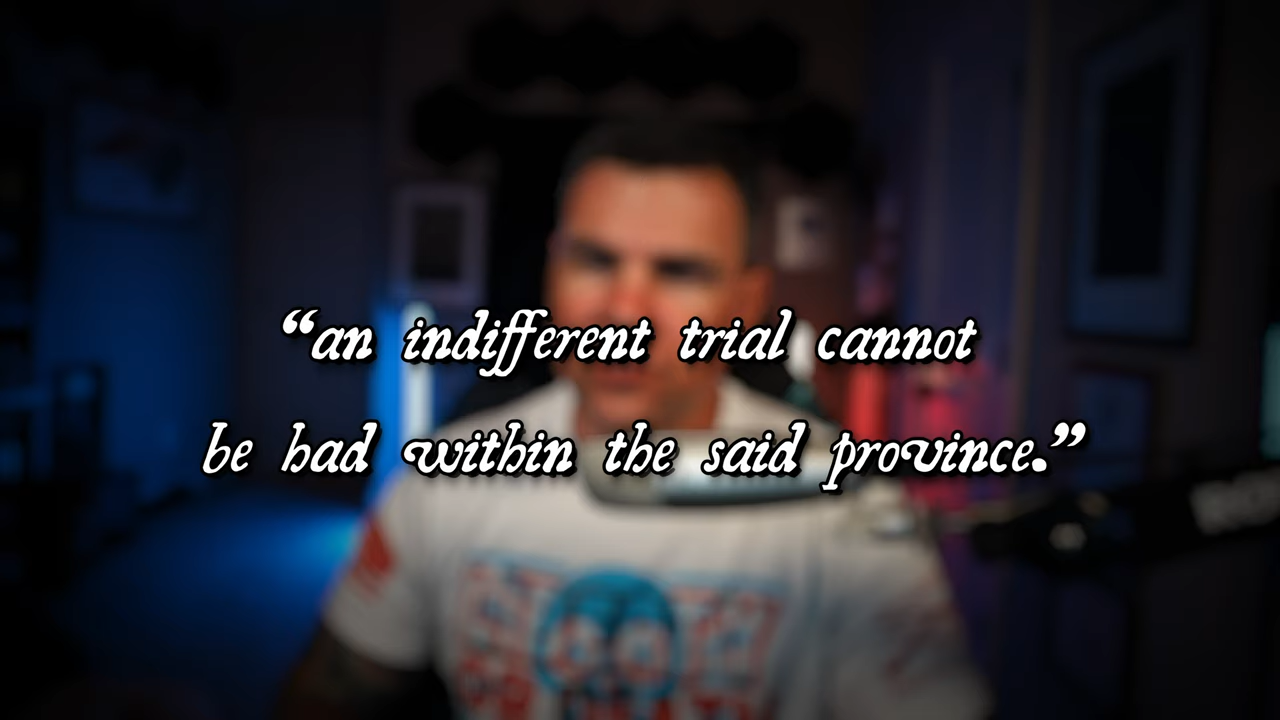 “an indifferent trial cannot
be had within the said province.”